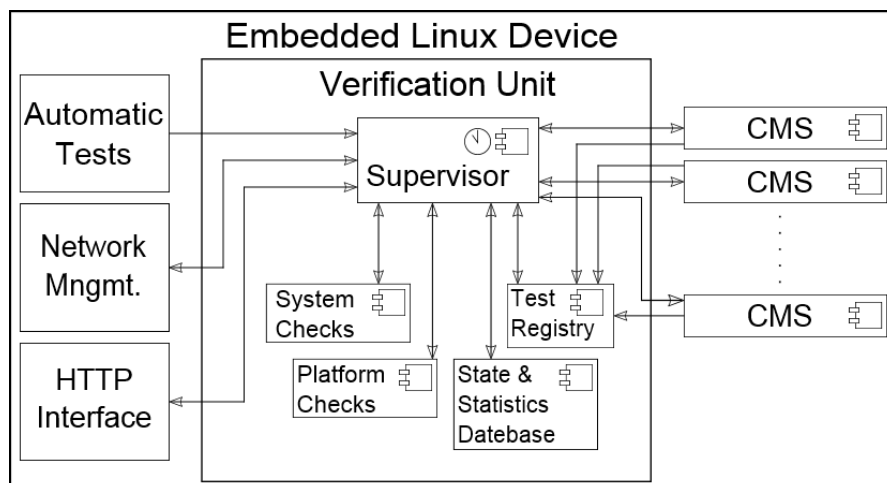 Embedded Linux Device
Verification Unit
Automatic
Tests
Network
Mngmt.
HTTP
Interface
Supervisor
System
Checks
Platform
Checks
State &
Statistics
Datebase
Test
Registry
CMS
CMS
CMS